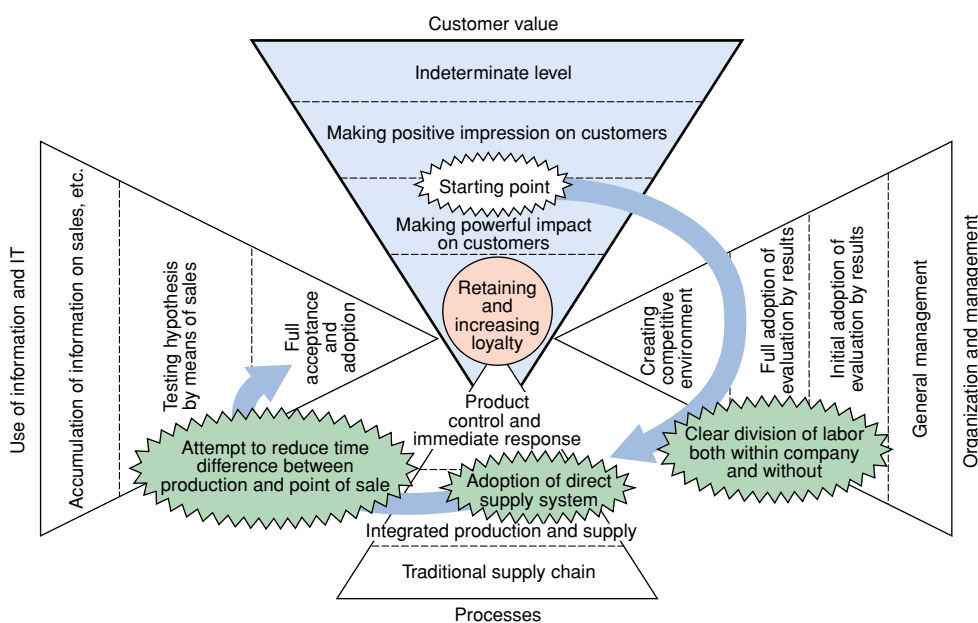 Customer value
Indeterminate level
Making positive impression on customers
Starting point
Making powerful impact
on customers
Retaining
and
increasing
loyalty
Use of information and IT
Accumulation of information on sales, etc.
Testing hypothesis
by means of sales
Full
acceptance
and
adoption
Creating
competitive
environment
Full adoption of
evaluation by results
Initial adoption of
evaluation by results
General management
Organization and management
Product
control and
immediate response
Attempt to reduce time
difference between
production and point of sale
Adoption of direct
supply system
Clear division of labor
both within company
and without
Integrated production and supply
Traditional supply chain
Processes